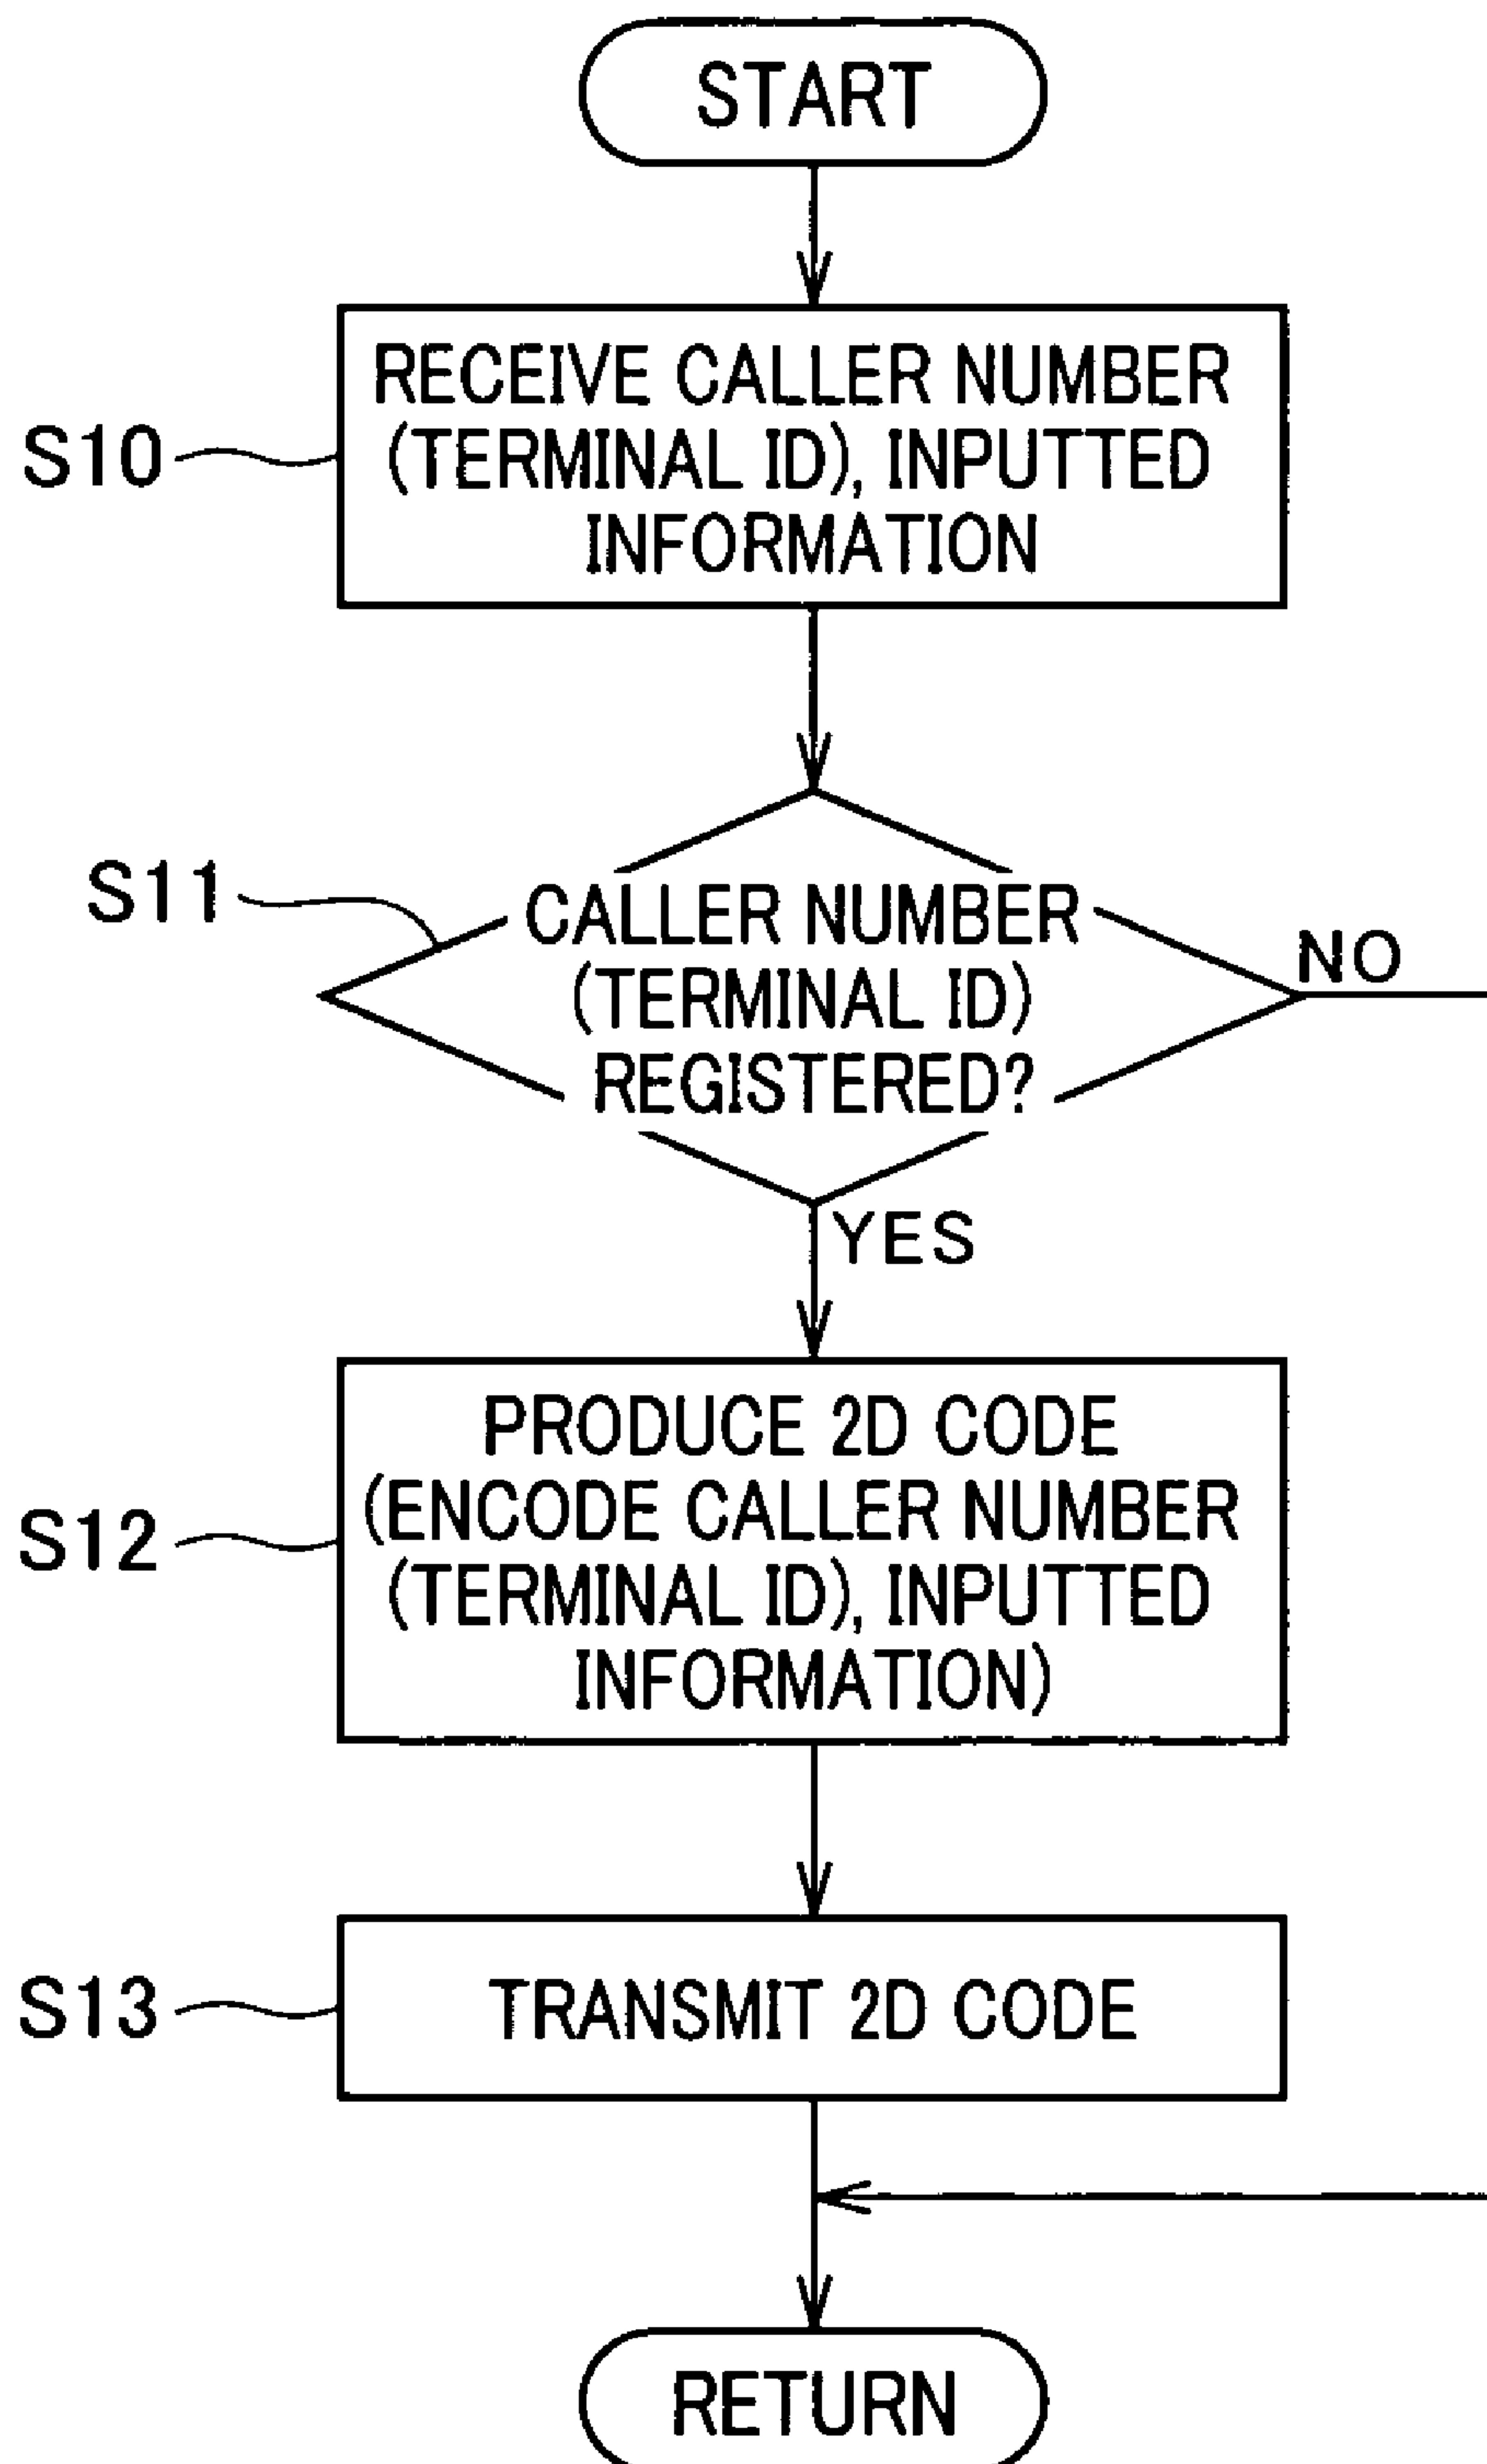 START
S10
RECEIVE CALLER NUMBER
(TERMINAL ID), INPUTTED
INFORMATION
S11
CALLER NUMBER
(TERMINAL ID)
REGISTERED?
NO
YES
S12
PRODUCE 2D CODE
(ENCODE CALLER NUMBER
(TERMINAL ID), INPUTTED
INFORMATION)
S13
TRANSMIT 2D CODE
RETURN